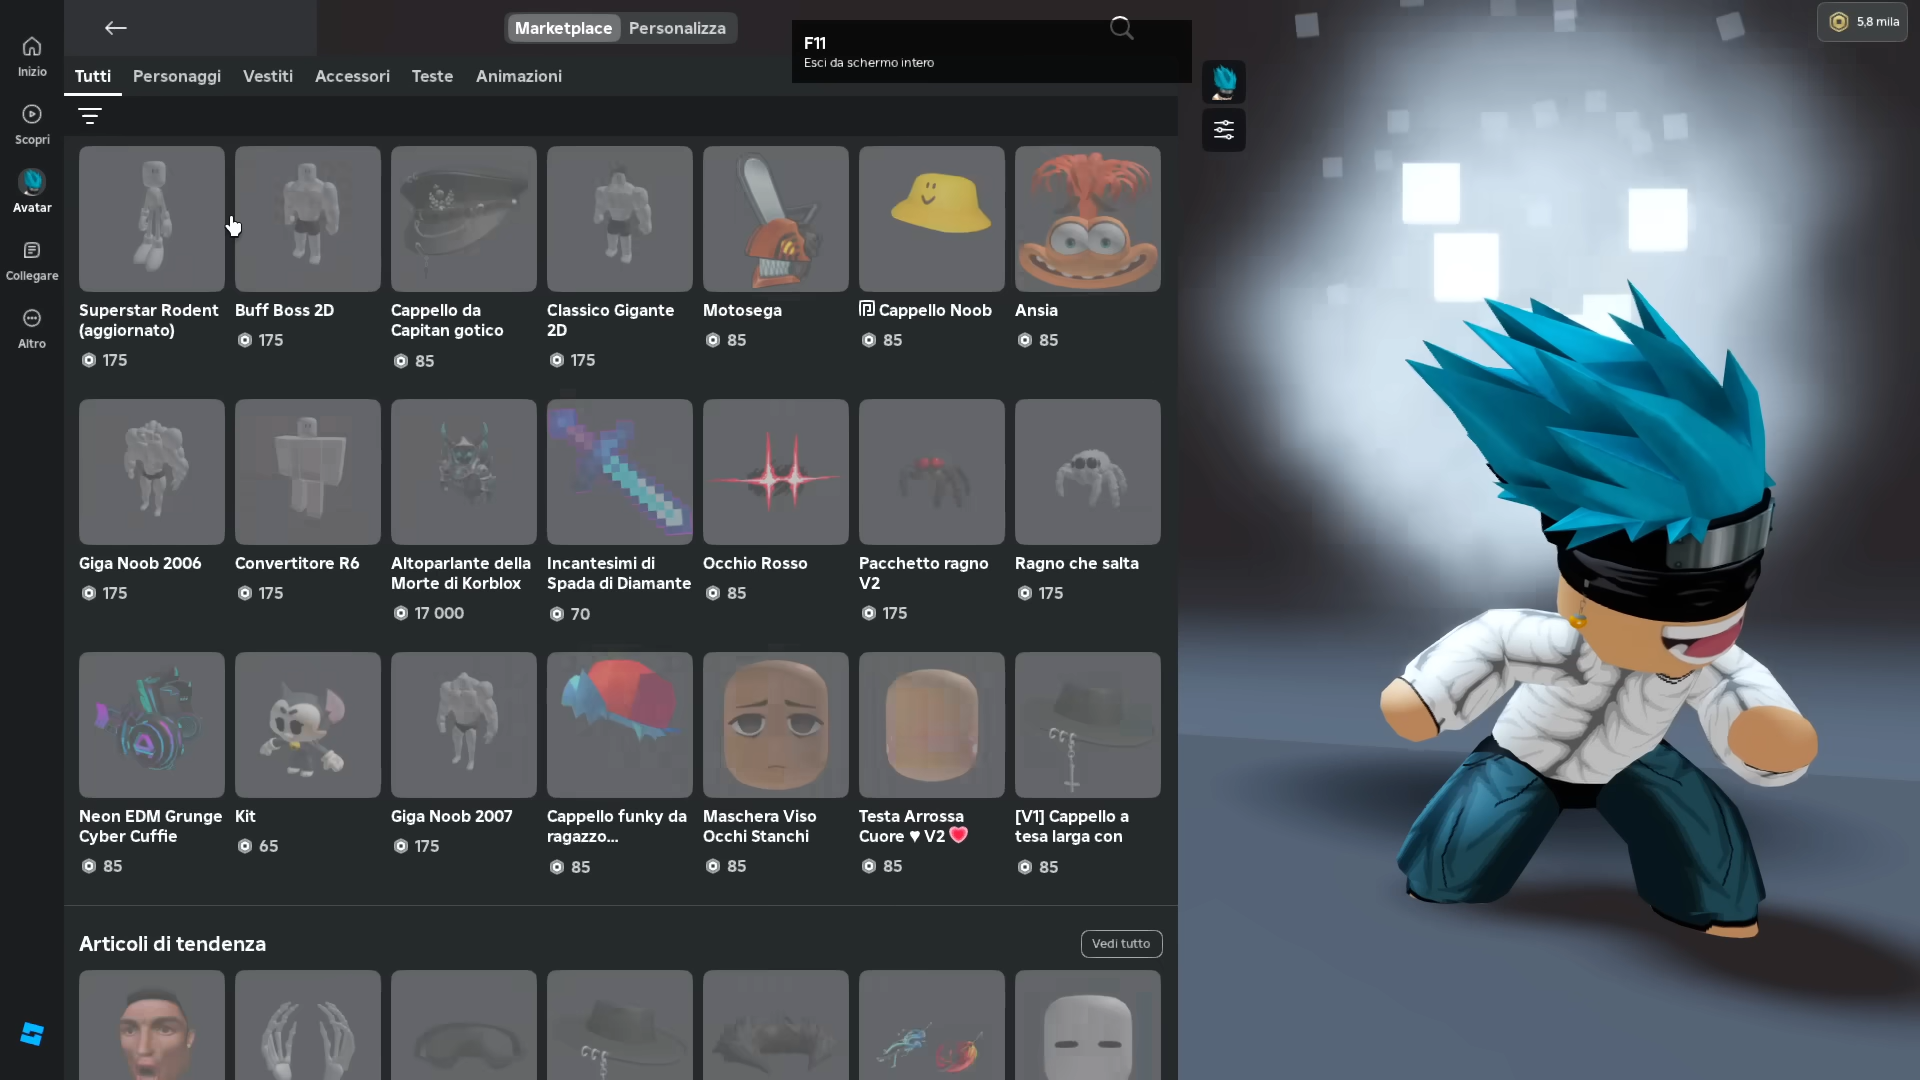 Marketplace
Personalizza
F11
Esci da schermo intero
5,8 mila
Inizio
Scopri
Avatar
Collegare
Altro
Tutti
Personaggi
Vestiti
Accessori
Teste
Animazioni
Superstar Rodent
(aggiornato)
175
Buff Boss 2D
175
Cappello da
Capitan gotico
85
Classico Gigante
2D
175
Motosega
85
Cappello Noob
85
Ansia
85
Giga Noob 2006
175
Convertitore R6
175
Altoparlante della
Morte di Korblox
17 000
Incantesimi di
Spada di Diamante
70
Occhio Rosso
85
Pacchetto ragno
V2
175
Ragno che salta
175
Neon EDM Grunge
Cyber Cuffie
85
Kit
65
Giga Noob 2007
175
Cappello funky da
ragazzo...
85
Maschera Viso
Occhi Stanchi
85
Testa Arrossa
Cuore ♥ V2 💗
85
[V1] Cappello a
tesa larga con
85
Articoli di tendenza
Vedi tutto